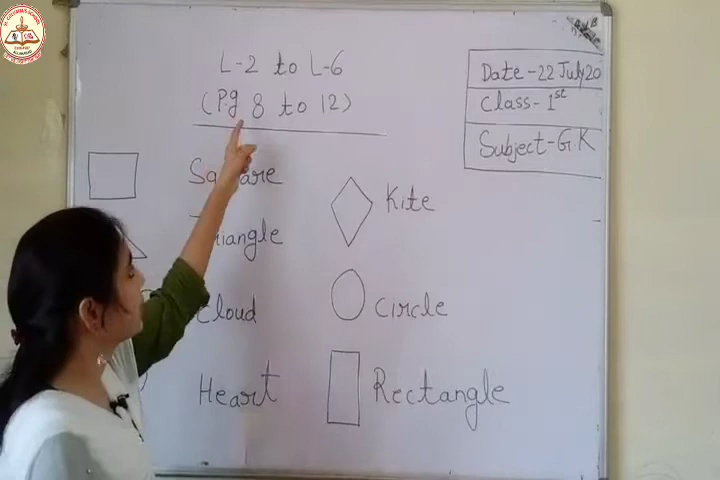 L-2 to L-6
(Pg 8 to 12)
Date - 22 July 20
Class - 1st
Subject - G K
Kite
Cloud
Circle
Heart
Rectangle